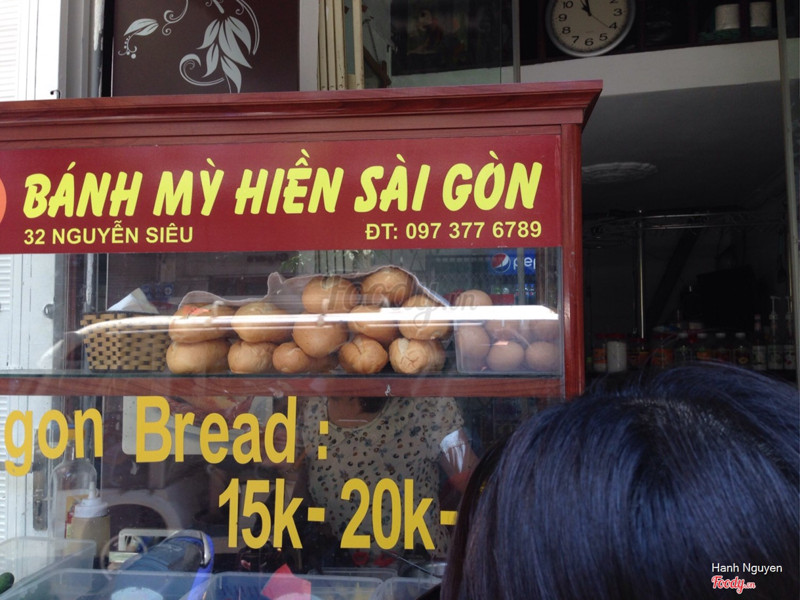 BÁNH MỲ HIỀN SÀI GÒN
32 NGUYỄN SIÊU
ĐT: 097 377 6789
pep
gon Bread :
15k- 20k-
Hanh Nguyen
Foody.vn